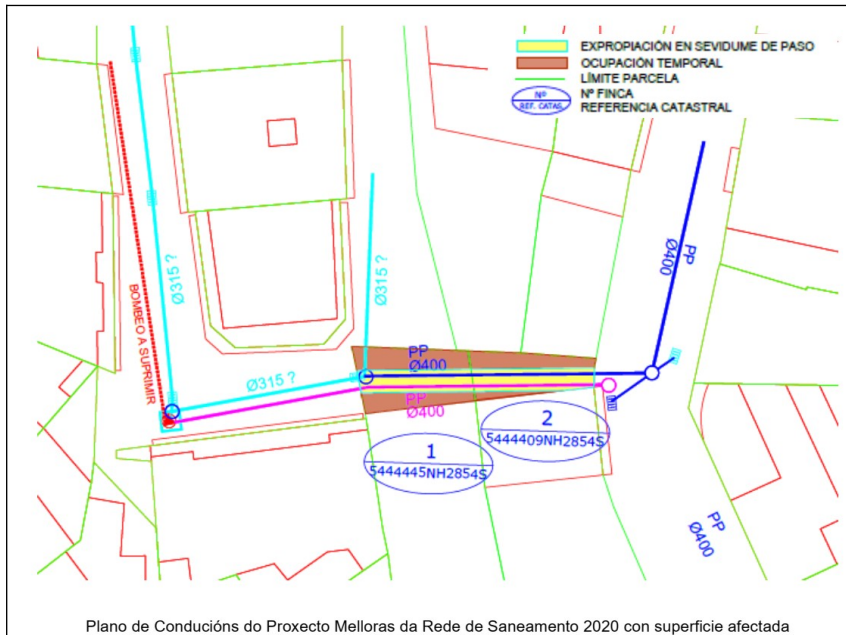 EXPROPIACIÓN EN SEVIDUME DE PASO
OCUPACIÓN TEMPORAL
LÍMITE PARCELA
Nº
REF. CATAS.
Nº FINCA
REFERENCIA CATASTRAL
BOMBEO A SUPRIMIR
Ø315 ?
Ø315 ?
Ø315 ?
PP
Ø400
PP
Ø400
PP
Ø400
1
5444445NH2854S
2
5444409NH2854S
PP
Ø400
Plano de Conducións do Proxecto Melloras da Rede de Saneamento 2020 con superficie afectada